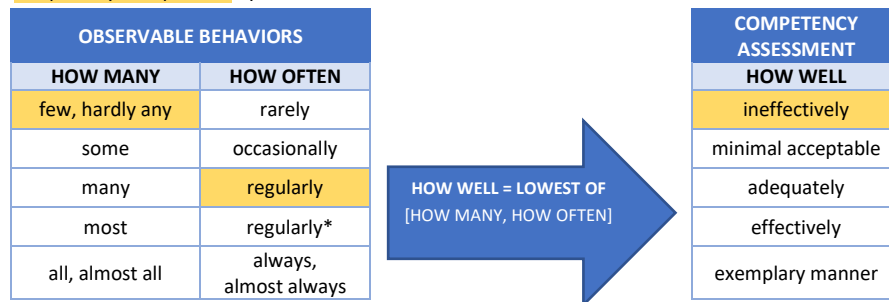 OBSERVABLE BEHAVIORS
HOW MANY HOW OFTEN
few, hardly any rarely
some occasionally
many regularly
most regularly*
all, almost all always,
almost always
HOW WELL = LOWEST OF
[HOW MANY, HOW OFTEN]
COMPETENCY
ASSESSMENT
HOW WELL
ineffectively
minimal acceptable
adequately
effectively
exemplary manner